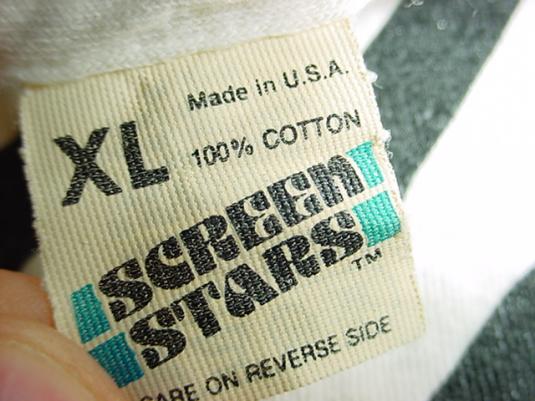 Made in U.S.A.
XL
100% COTTON
SCREEN
STARS
TM
CARE ON REVERSE SIDE